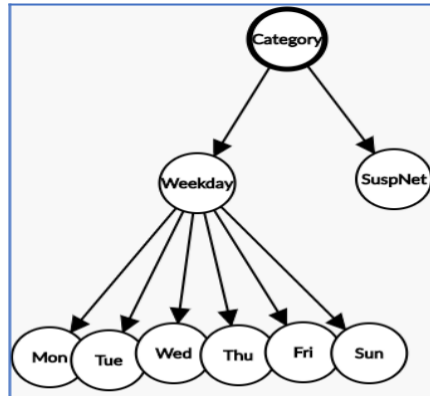 Category
Weekday
SuspNet
Mon
Tue
Wed
Thu
Fri
Sun